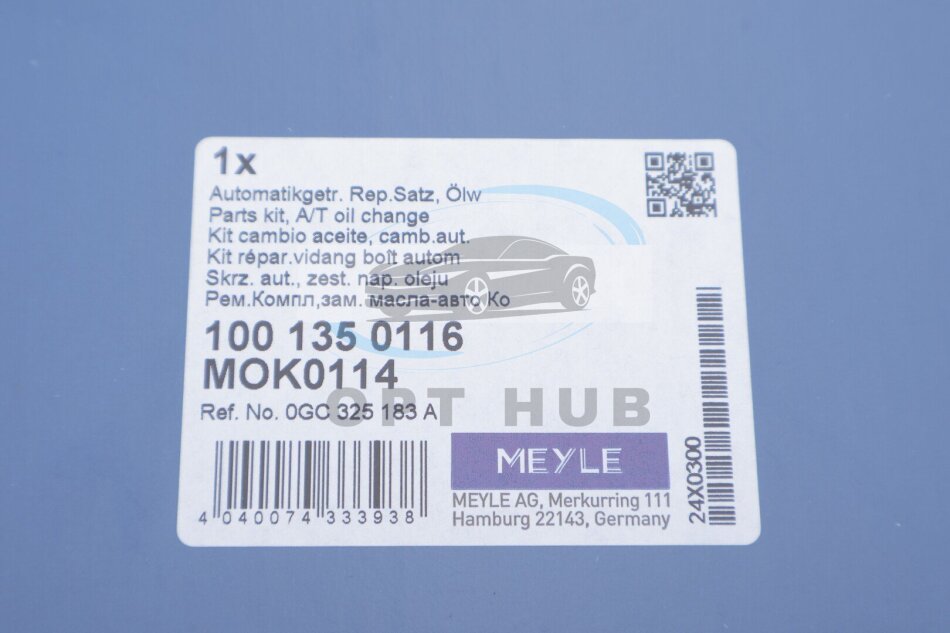 1x
Automatikgetr. Rep.Satz, Ölw
Parts kit, A/T oil change
Kit cambio aceite, camb.aut.
Kit répar.vidang boît autom
Skrz. aut., zest. nap. oleju
Рем.Компл,зам. масла-авто Ко
100 135 0116
MOK0114
OPT HUB
Ref. No. 0GC 325 183 A
MEYLE
MEYLE AG, Merkurring 111
Hamburg 22143, Germany
4 040074 333938
24X0300